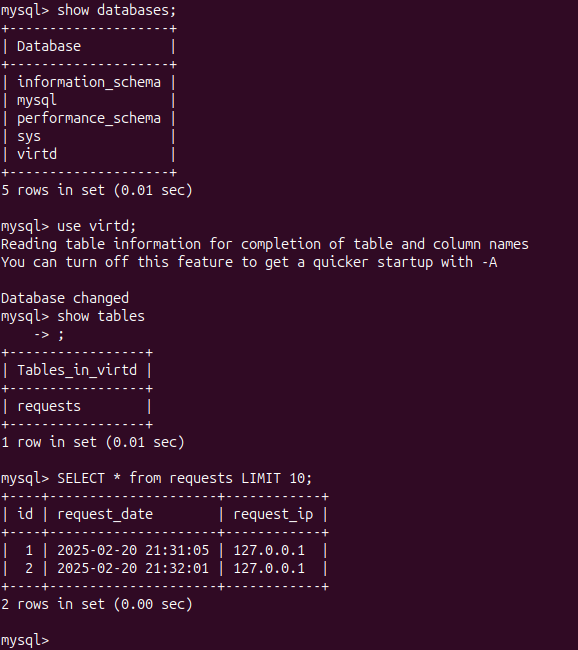 mysql> show databases;
+--------------------+
| Database           |
+--------------------+
| information_schema |
| mysql              |
| performance_schema |
| sys                |
| virtd              |
+--------------------+
5 rows in set (0.01 sec)

mysql> use virtd;
Reading table information for completion of table and column names
You can turn off this feature to get a quicker startup with -A

Database changed
mysql> show tables
    -> ;
+-----------------+
| Tables_in_virtd |
+-----------------+
| requests        |
+-----------------+
1 row in set (0.01 sec)

mysql> SELECT * from requests LIMIT 10;
+----+---------------------+------------+
| id | request_date        | request_ip |
+----+---------------------+------------+
|  1 | 2025-02-20 21:31:05 | 127.0.0.1  |
|  2 | 2025-02-20 21:32:01 | 127.0.0.1  |
+----+---------------------+------------+
2 rows in set (0.00 sec)

mysql>